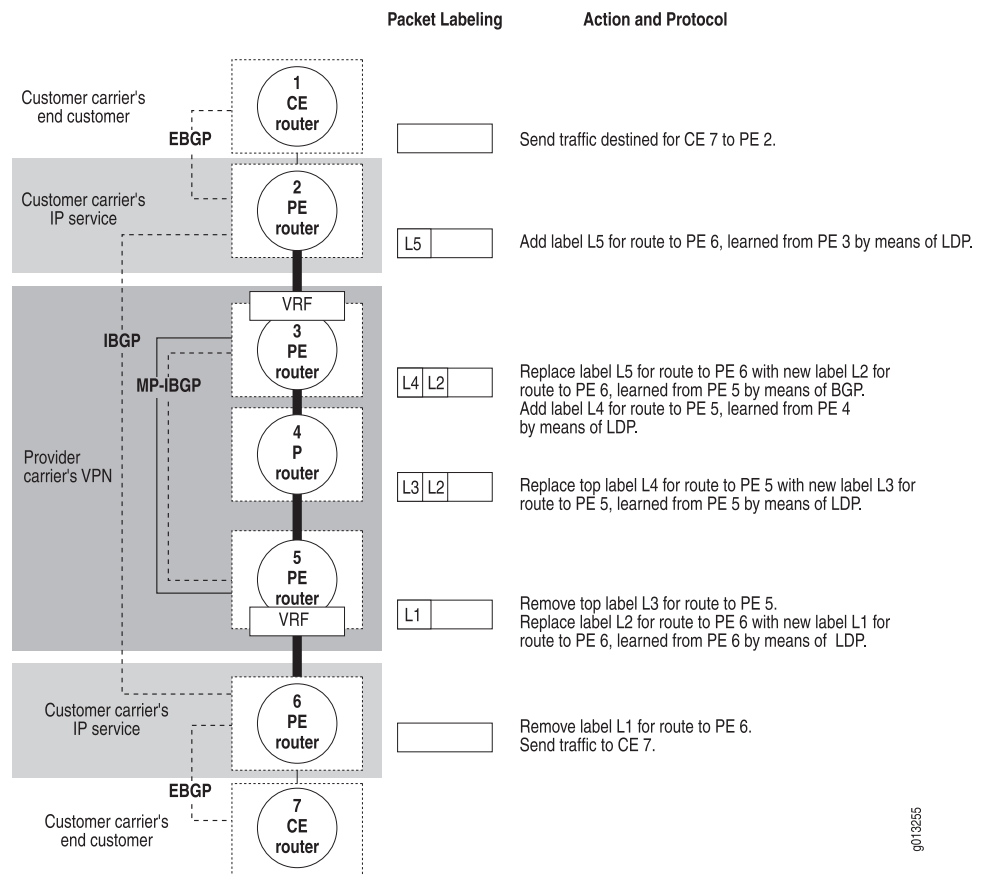 Packet Labeling
Action and Protocol
Customer carrier's
end customer
EBGP
1
CE
router
Send traffic destined for CE 7 to PE 2.
Customer carrier's
IP service
2
PE
router
L5
Add label L5 for route to PE 6, learned from PE 3 by means of LDP.
VRF
IBGP
MP-IBGP
3
PE
router
L4 L2
Replace label L5 for route to PE 6 with new label L2 for
route to PE 6, learned from PE 5 by means of BGP.
Add label L4 for route to PE 5, learned from PE 4
by means of LDP.
Provider
carrier's VPN
4
P
router
L3 L2
Replace top label L4 for route to PE 5 with new label L3 for
route to PE 5, learned from PE 5 by means of LDP.
5
PE
router
VRF
L1
Remove top label L3 for route to PE 5.
Replace label L2 for route to PE 6 with new label L1 for
route to PE 6, learned from PE 6 by means of LDP.
Customer carrier's
IP service
6
PE
router
Remove label L1 for route to PE 6.
Send traffic to CE 7.
EBGP
Customer carrier's
end customer
7
CE
router
g013255